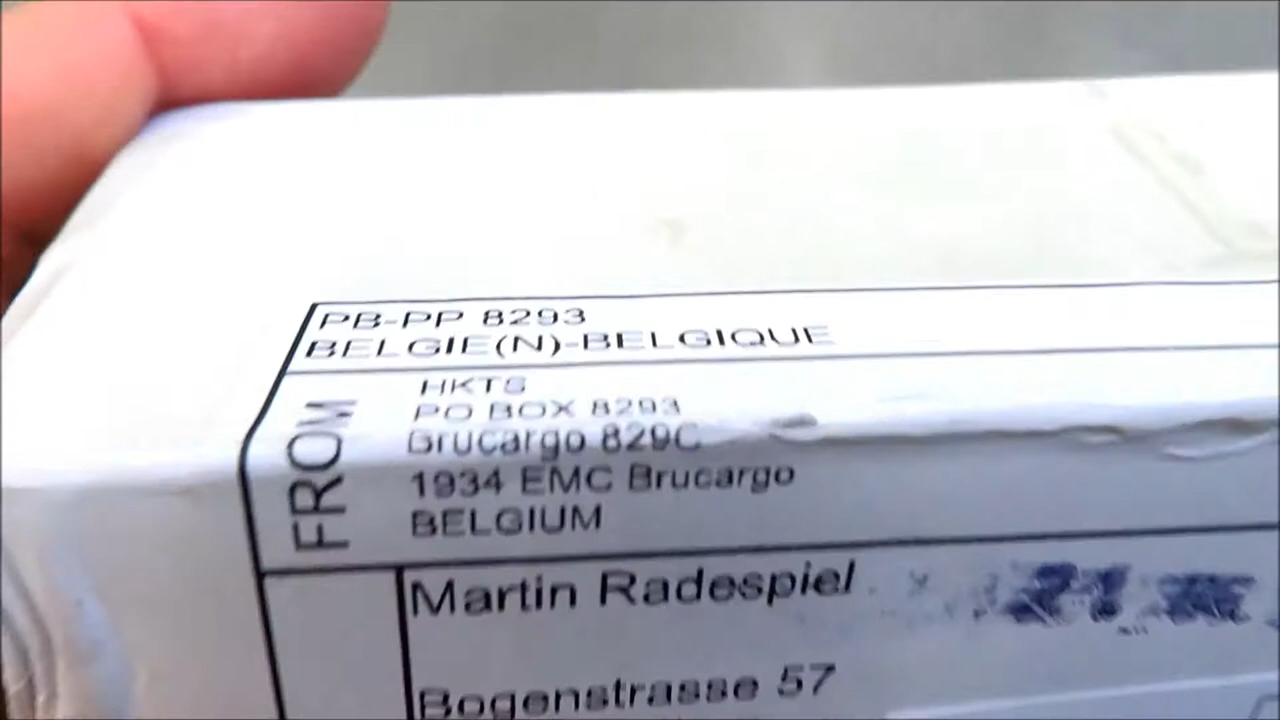 PB-PP 8293
BELGIE(N)-BELGIQUE
FROM
HKTS
PO BOX 8293
Brucargo 829C
1934 EMC Brucargo
BELGIUM
Martin Radespiel
Bogenstrasse 57